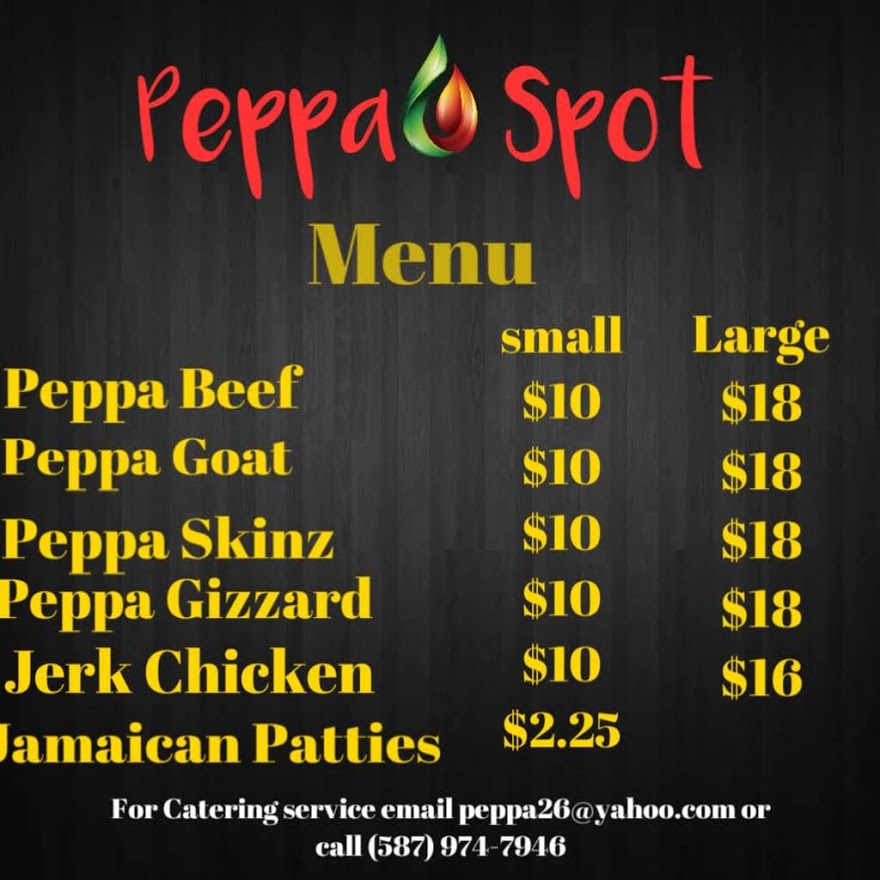 Peppa Spot
Menu
small Large
Peppa Beef $10 $18
Peppa Goat $10 $18
Peppa Skinz $10 $18
Peppa Gizzard $10 $18
Jerk Chicken $10 $16
Jamaican Patties $2.25
For Catering service email peppa26@yahoo.com or
call (587) 974-7946